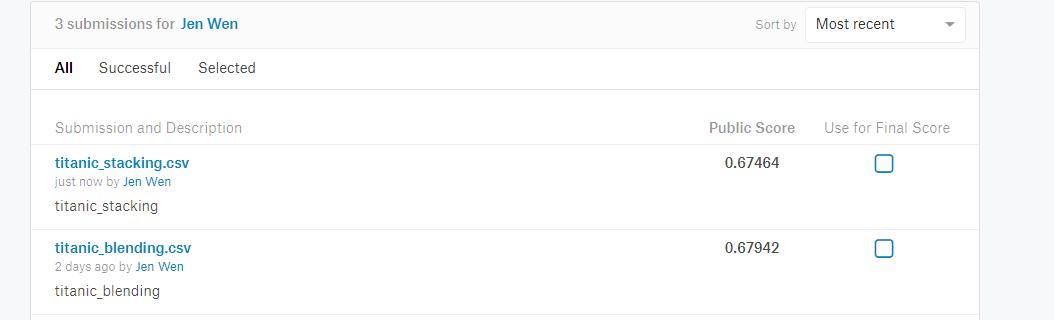 3 submissions for Jen Wen
Sort by Most recent
All Successful Selected
Submission and Description Public Score Use for Final Score
titanic_stacking.csv 0.67464
just now by Jen Wen
titanic_stacking
titanic_blending.csv 0.67942
2 days ago by Jen Wen
titanic_blending